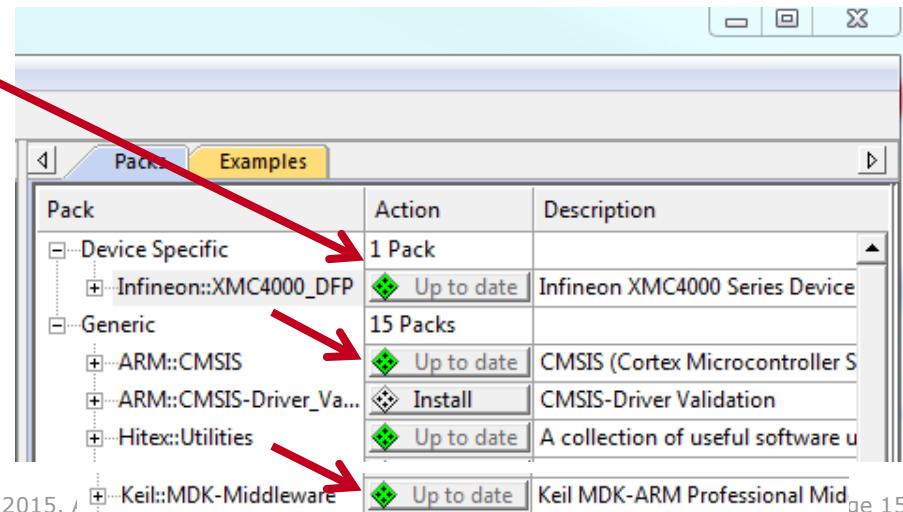 Packs Examples
Pack Action Description
Device Specific 1 Pack
Infineon::XMC4000_DFP Up to date Infineon XMC4000 Series Device
Generic 15 Packs
ARM::CMSIS Up to date CMSIS (Cortex Microcontroller S
ARM::CMSIS-Driver_Va... Install CMSIS-Driver Validation
Hitex::Utilities Up to date A collection of useful software u
Keil::MDK-Middleware Up to date Keil MDK-ARM Professional Mid
2015. ge 15